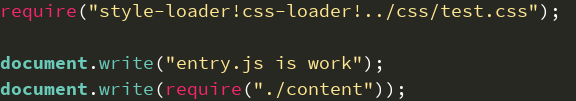 require("style-loader!css-loader!../css/test.css");
document.write("entry.js is work");
document.write(require("./content"));